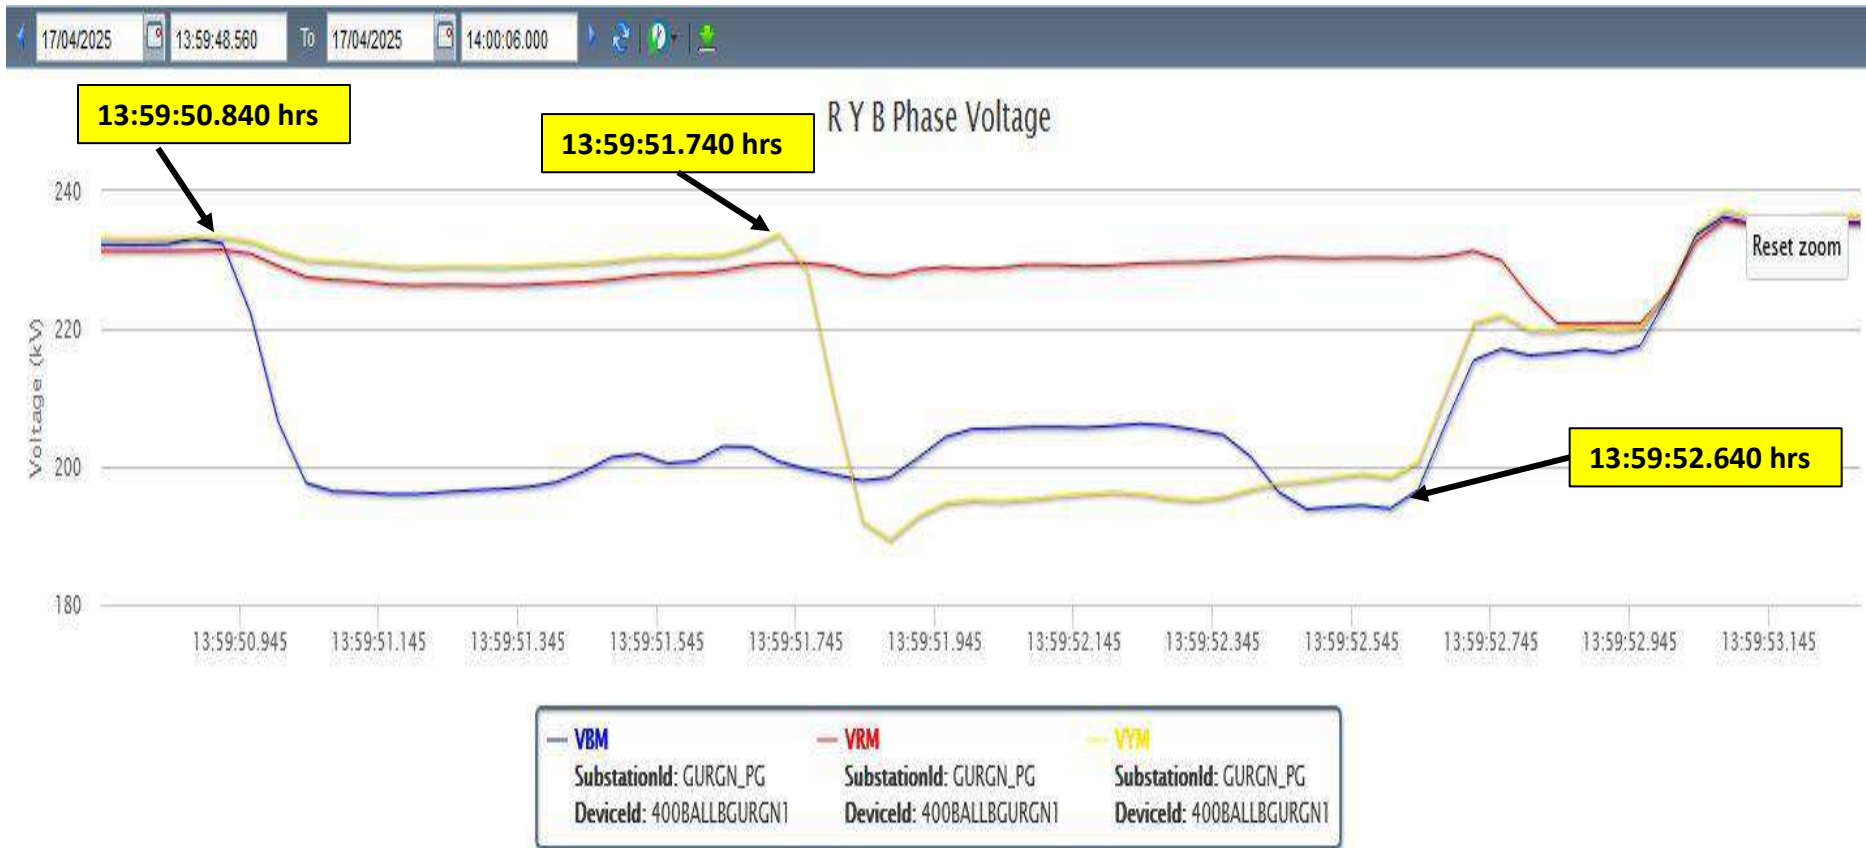 17/04/2025 13:59:48.560 To 17/04/2025 14:00:06.000
13:59:50.840 hrs
13:59:51.740 hrs
R Y B Phase Voltage
240
Reset zoom
220
Voltage (kV)
200
13:59:52.640 hrs
180
13:59:50.945 13:59:51.145 13:59:51.345 13:59:51.545 13:59:51.745 13:59:51.945 13:59:52.145 13:59:52.345 13:59:52.545 13:59:52.745 13:59:52.945 13:59:53.145
VBM VRM VYM
SubstationId: GURGN_PG SubstationId: GURGN_PG SubstationId: GURGN_PG
DeviceId: 400BALLBGURGN1 DeviceId: 400BALLBGURGN1 DeviceId: 400BALLBGURGN1